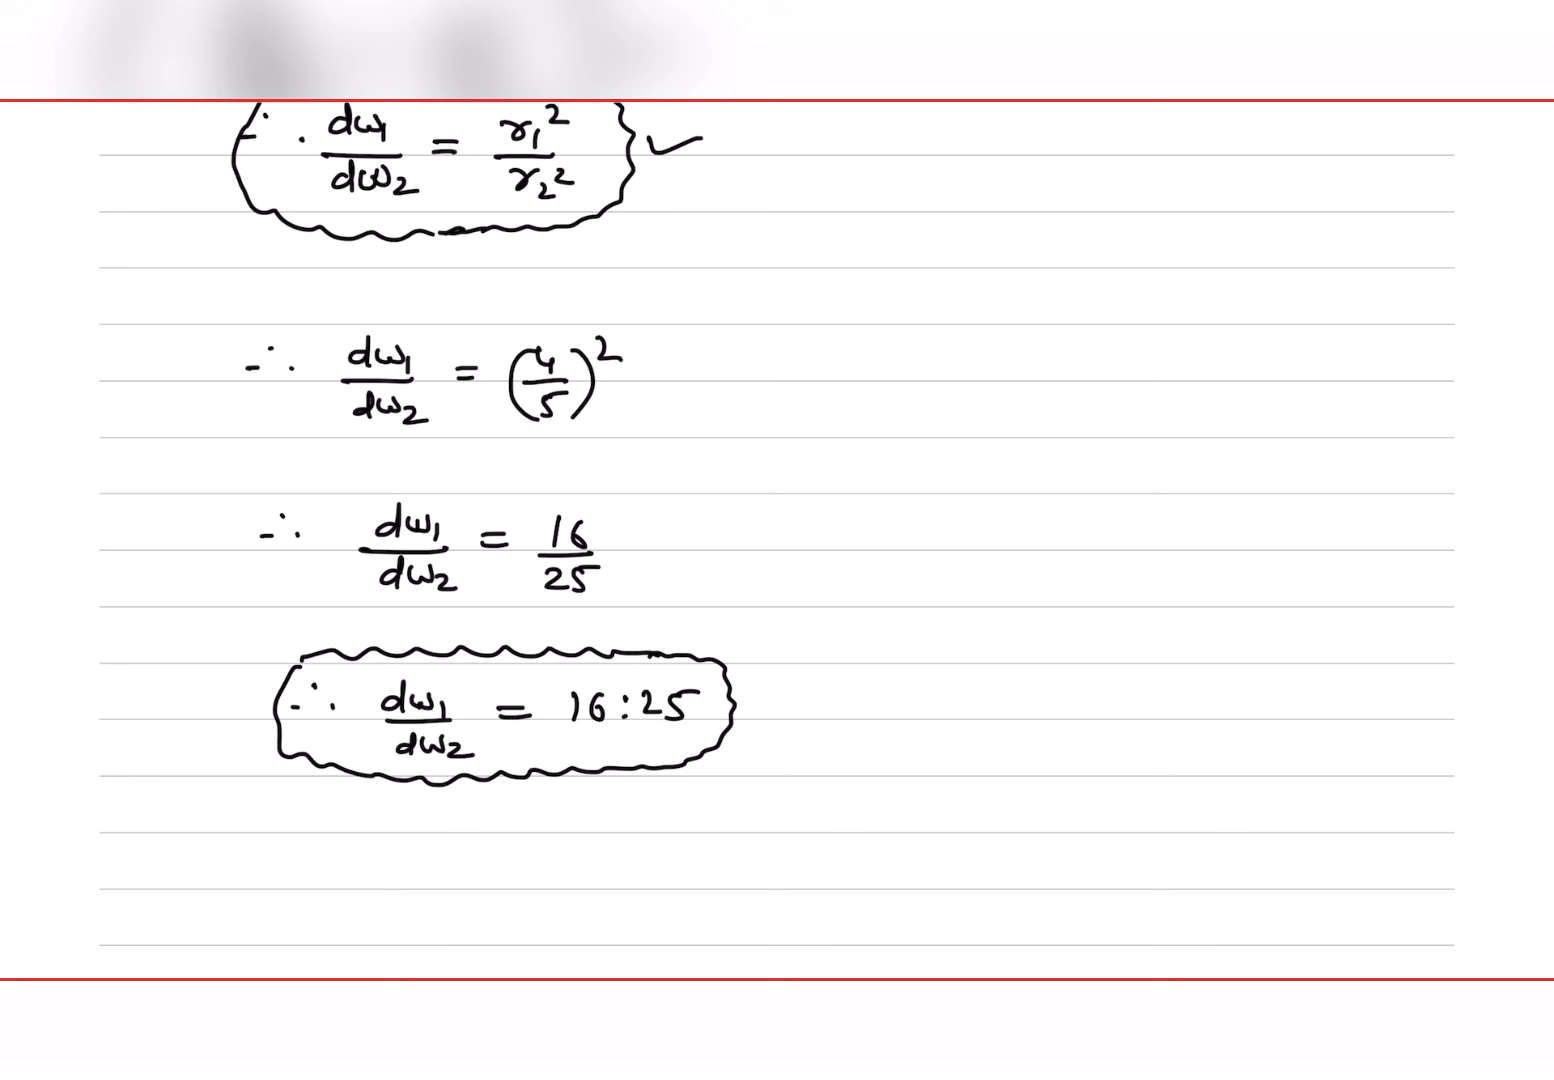 ∴ dω₁/dω₂ = r₁²/r₂² ✓
∴ dω₁/dω₂ = (4/5)²
∴ dω₁/dω₂ = 16/25
∴ dω₁/dω₂ = 16:25